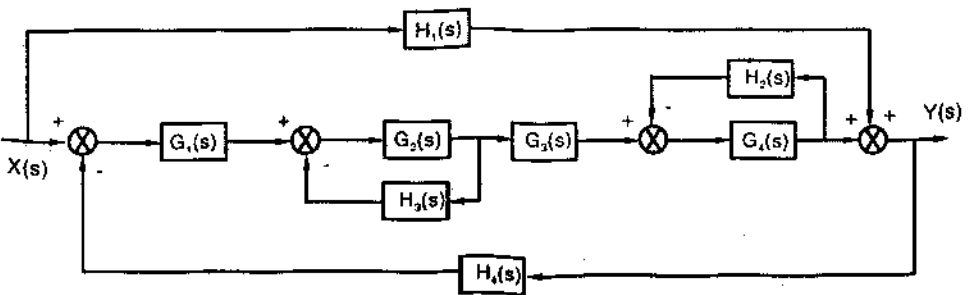 H₁(s)
H₂(s)
+
-
+
+
Y(s)
+
G₁(s)
+
G₂(s)
G₃(s)
+
G₄(s)
X(s)
-
-
H₃(s)
H₄(s)